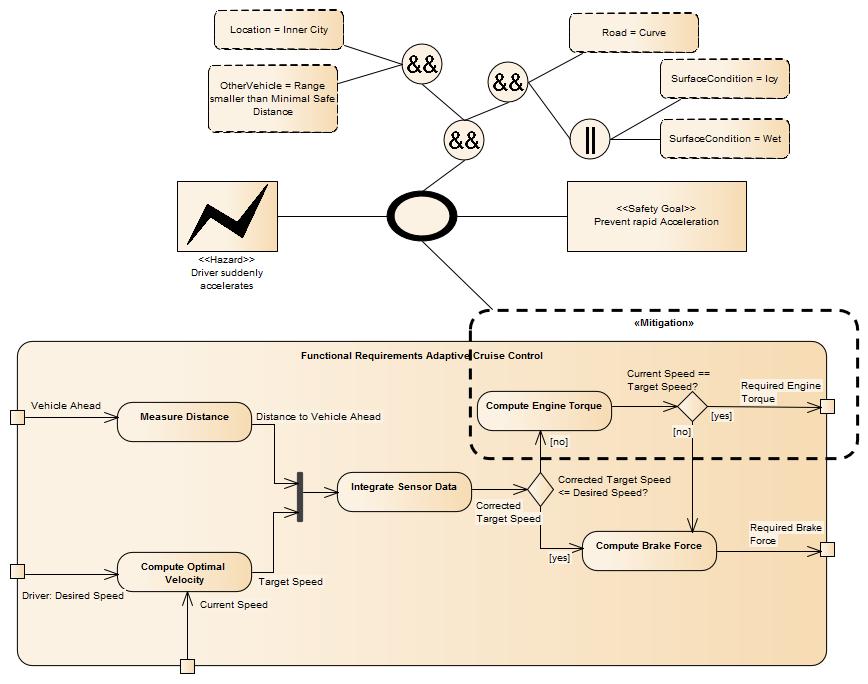 Location = Inner City
OtherVehicle = Range
smaller than Minimal Safe
Distance
&&
&&
&&
||
Road = Curve
SurfaceCondition = Icy
SurfaceCondition = Wet
<<Hazard>>
Driver suddenly
accelerates
<<Safety Goal>>
Prevent rapid Acceleration
«Mitigation»
Functional Requirements Adaptive Cruise Control
Vehicle Ahead
Measure Distance
Distance to Vehicle Ahead
Compute Engine Torque
Current Speed ==
Target Speed?
Required Engine
Torque
[yes]
[no]
[no]
Integrate Sensor Data
Corrected
Target Speed
Corrected Target Speed
<= Desired Speed?
[yes]
Compute Brake Force
Required Brake
Force
Compute Optimal
Velocity
Driver: Desired Speed
Target Speed
Current Speed